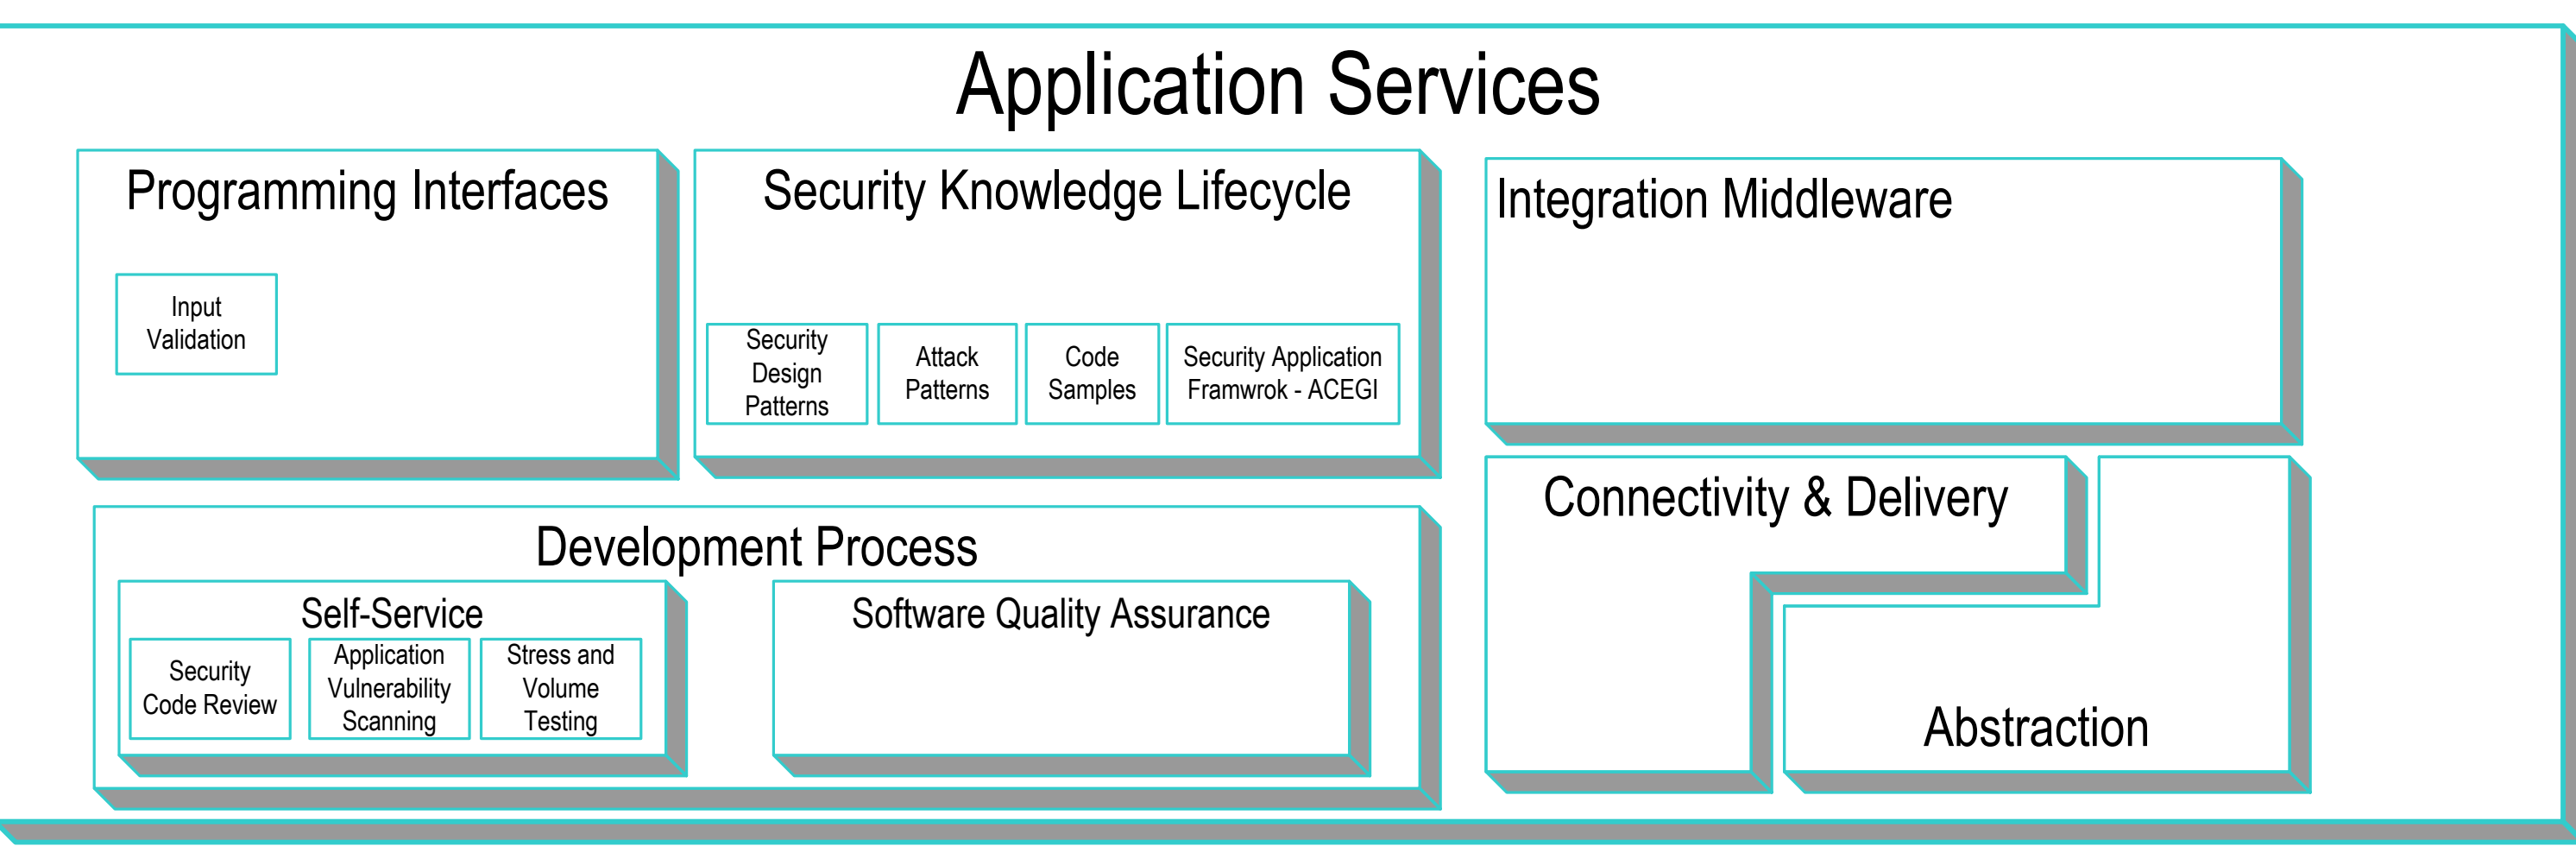 Application Services
Programming Interfaces
Input
Validation
Security Knowledge Lifecycle
Security
Design
Patterns
Attack
Patterns
Code
Samples
Security Application
Framwrok - ACEGI
Integration Middleware
Development Process
Self-Service
Security
Code Review
Application
Vulnerability
Scanning
Stress and
Volume
Testing
Software Quality Assurance
Connectivity & Delivery
Abstraction